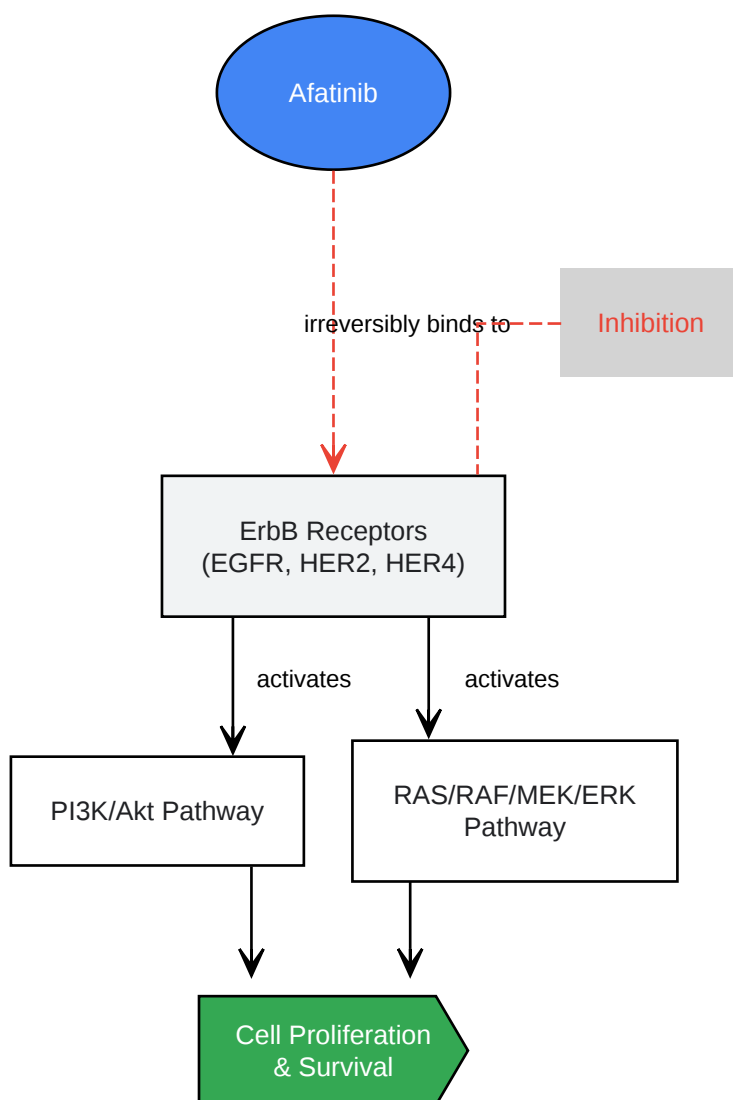 Afatinib
irreversibly binds to
Inhibition
ErbB Receptors
(EGFR, HER2, HER4)
activates
activates
PI3K/Akt Pathway
RAS/RAF/MEK/ERK
Pathway
Cell Proliferation
& Survival